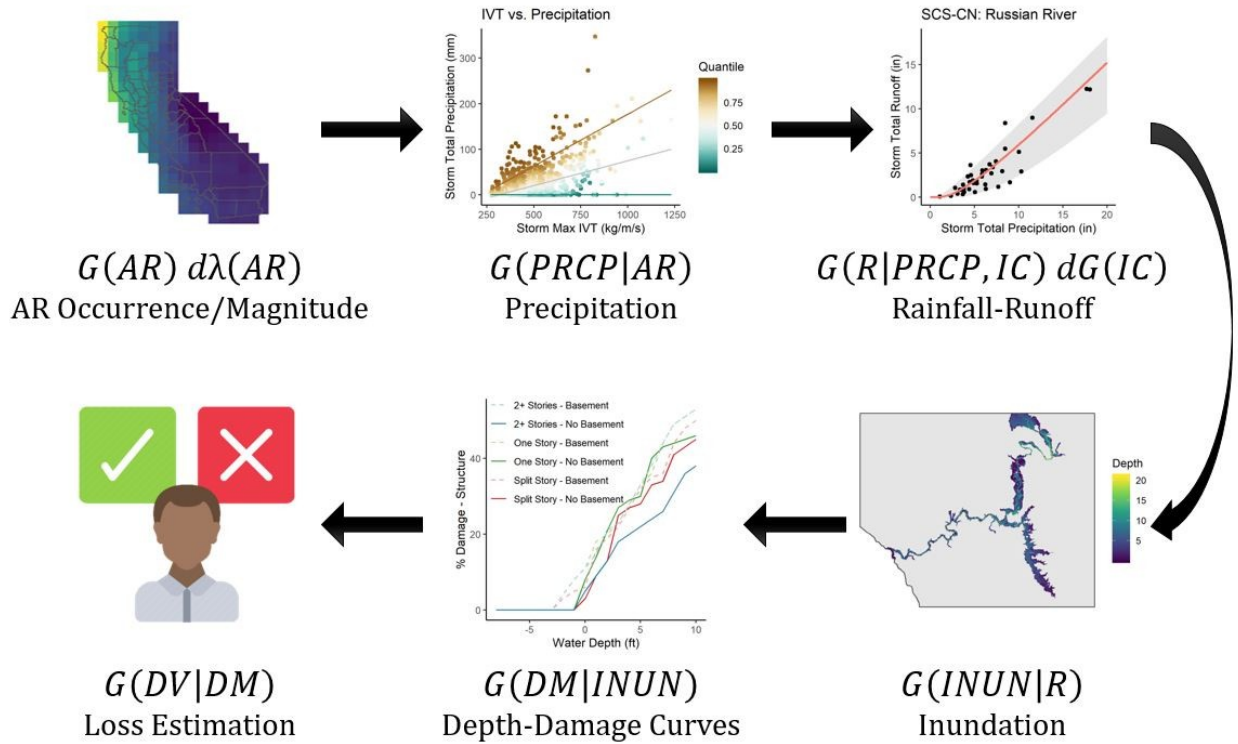 IVT vs. Precipitation
Storm Total Precipitation (mm)
300
200
100
0
250
500
750
1000
1250
Storm Max IVT (kg/m/s)
Quantile
0.75
0.50
0.25
SCS-CN: Russian River
Storm Total Runoff (in)
15
10
5
0
0
5
10
15
20
Storm Total Precipitation (in)
G(AR) dλ(AR)
AR Occurrence/Magnitude
G(PRCP|AR)
Precipitation
G(R|PRCP, IC) dG(IC)
Rainfall-Runoff
2+ Stories - Basement
2+ Stories - No Basement
One Story - Basement
One Story - No Basement
Split Story - Basement
Split Story - No Basement
% Damage - Structure
40
20
0
-5
0
5
10
Water Depth (ft)
Depth
20
15
10
5
G(DV|DM)
Loss Estimation
G(DM|INUN)
Depth-Damage Curves
G(INUN|R)
Inundation